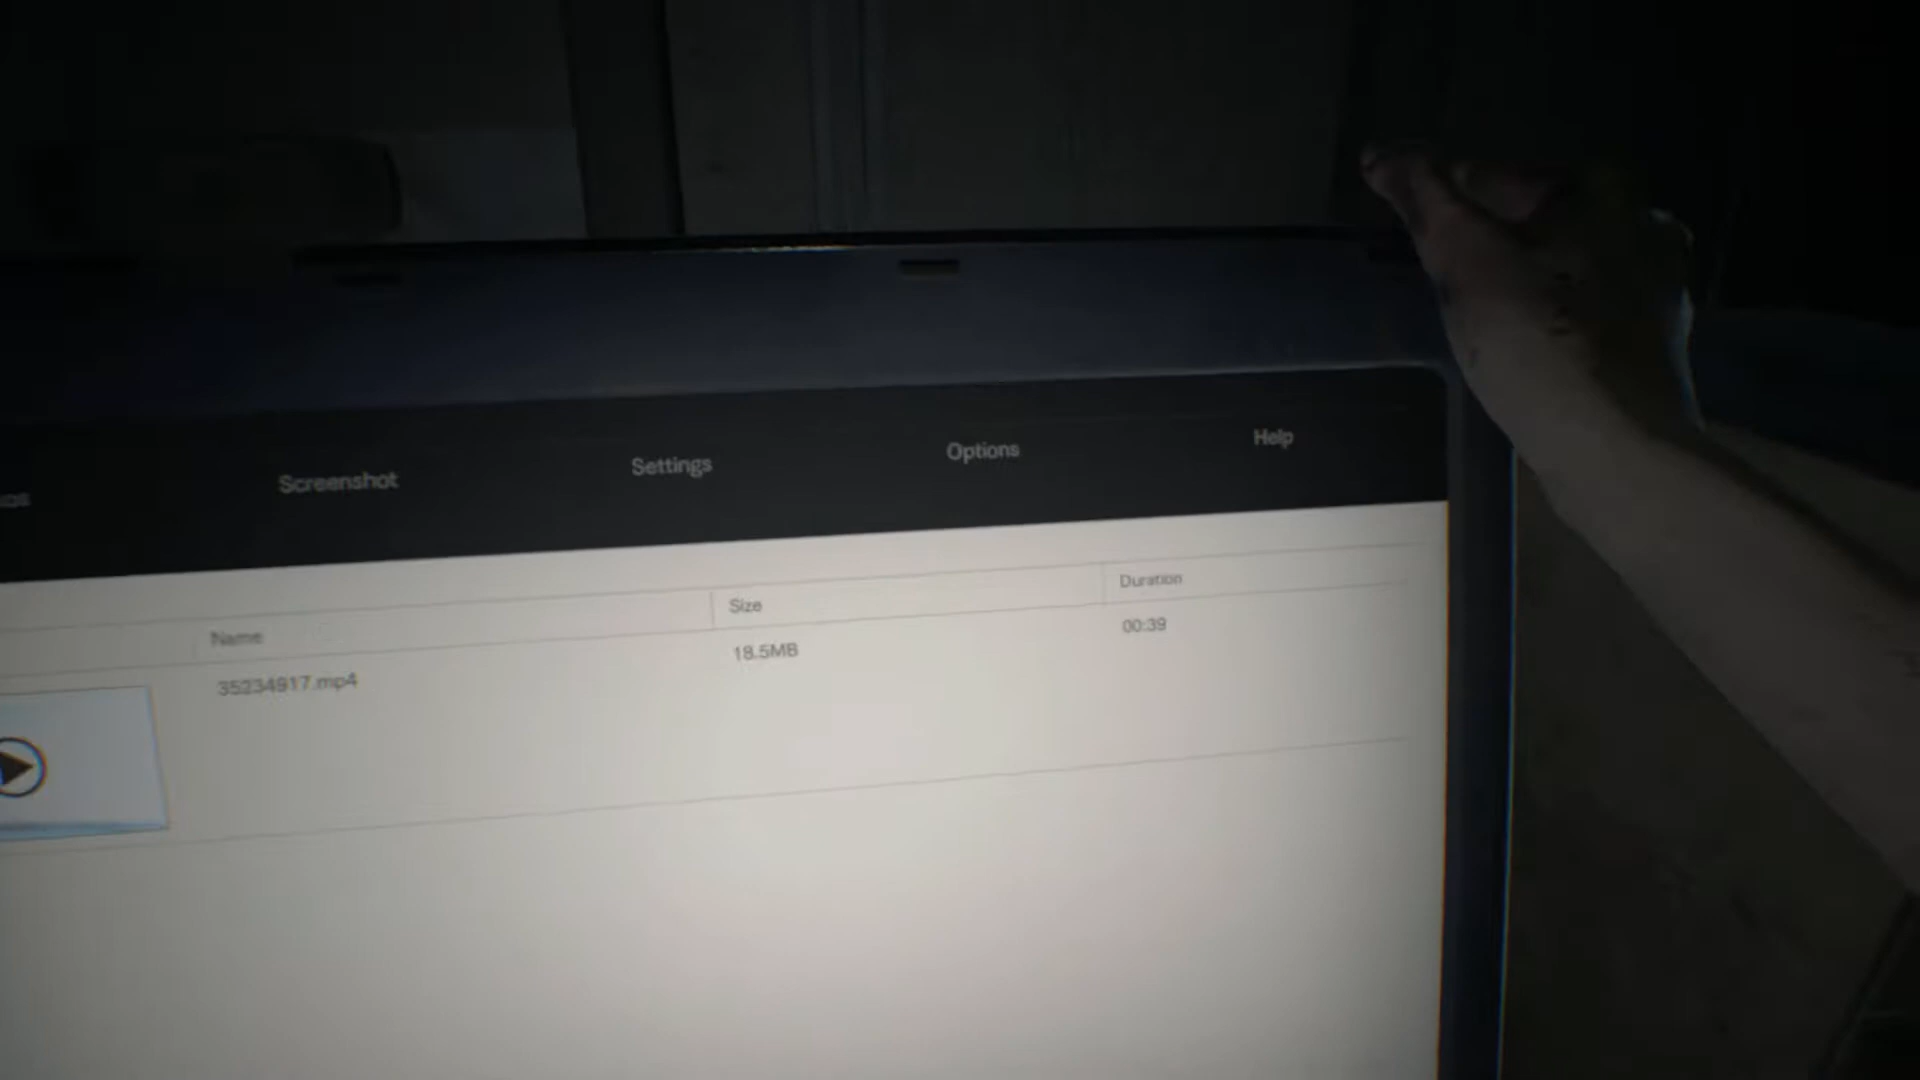 Screenshot Settings Options Help
Name Size Duration
35234917.mp4 18.5MB 00:39